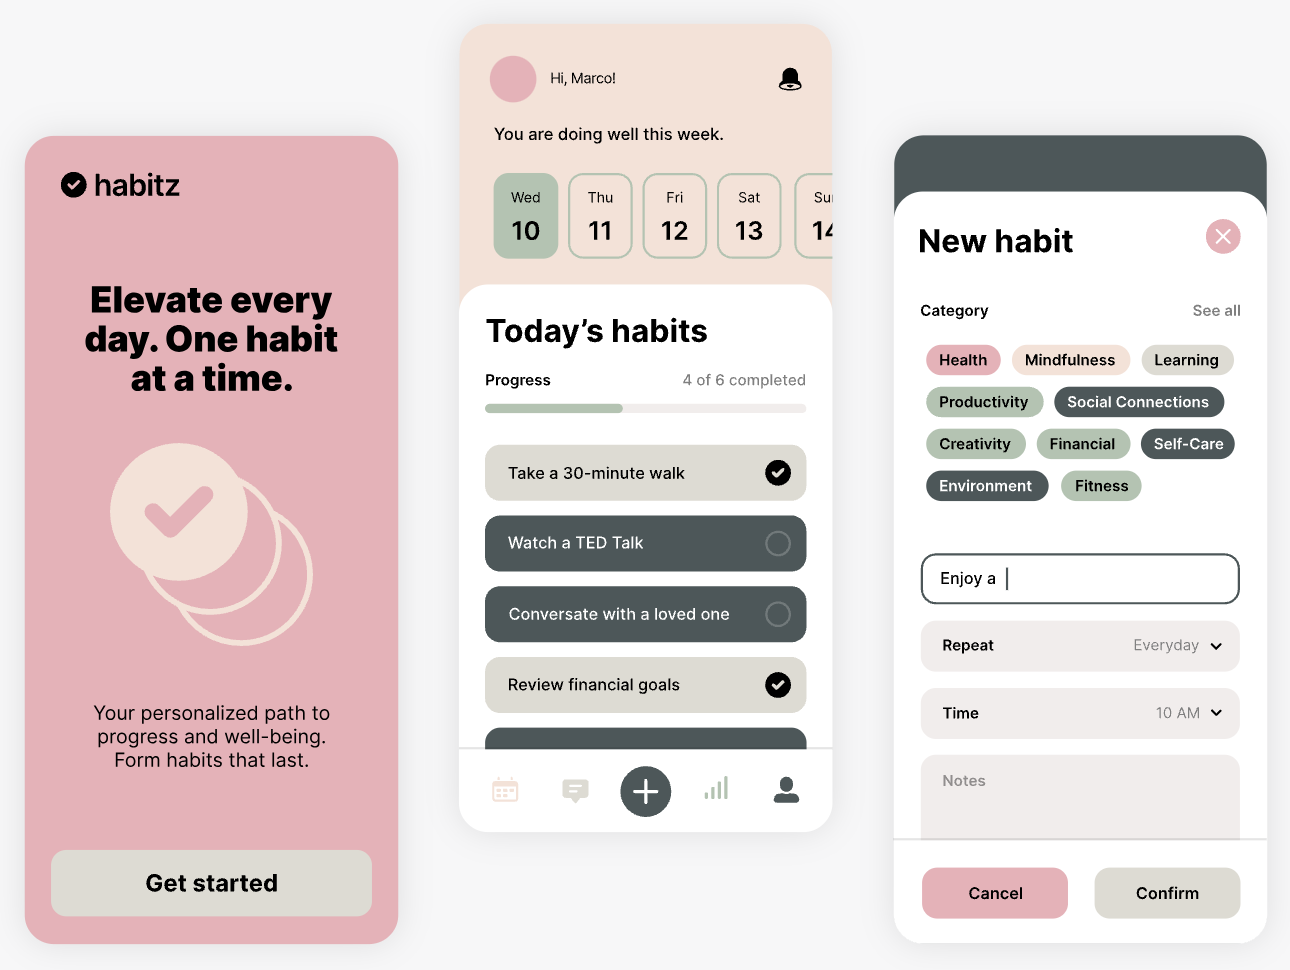 habitz
Elevate every
day. One habit
at a time.
Your personalized path to
progress and well-being.
Form habits that last.
Get started
Hi, Marco!
You are doing well this week.
Wed Thu Fri Sat
10 11 12 13
Today's habits
Progress 4 of 6 completed
Take a 30-minute walk
Watch a TED Talk
Conversate with a loved one
Review financial goals
New habit
Category See all
Health Mindfulness Learning
Productivity Social Connections
Creativity Financial Self-Care
Environment Fitness
Enjoy a
Repeat Everyday
Time 10 AM
Notes
Cancel Confirm